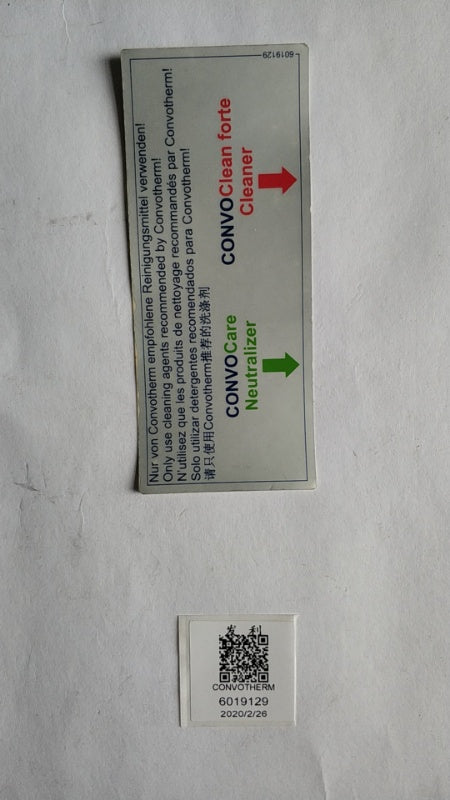 6019129
Nur von Convotherm empfohlene Reinigungsmittel verwenden!
Only use cleaning agents recommended by Convotherm!
N'utilisez que les produits de nettoyage recommandés par Convotherm!
Solo utilizar detergentes recomendados para Convotherm!
请只使用Convotherm推荐的洗涤剂
CONVOCare
Neutralizer
CONVOClean forte
Cleaner
发 利
CONVOTHERM
6019129
2020/2/26